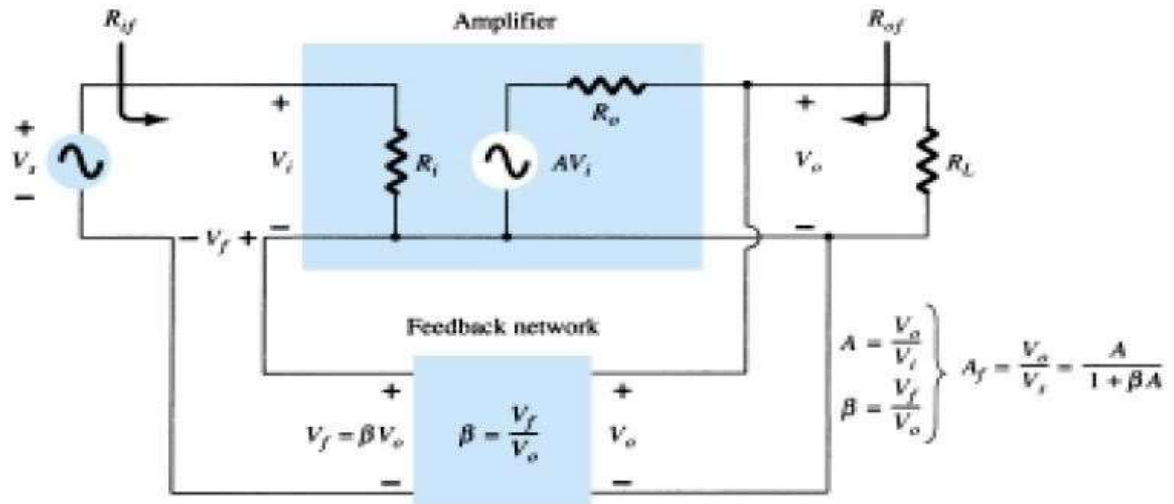 R_if
Amplifier
R_of
+
V_s
−
+
V_i
−
R_i
AV_i
R_o
+
V_o
−
R_L
− V_f +
Feedback network
+
V_f = βV_o
−
β = V_f / V_o
+
V_o
−
A = V_o / V_i
β = V_f / V_o
A_f = V_o / V_s = A / (1 + βA)